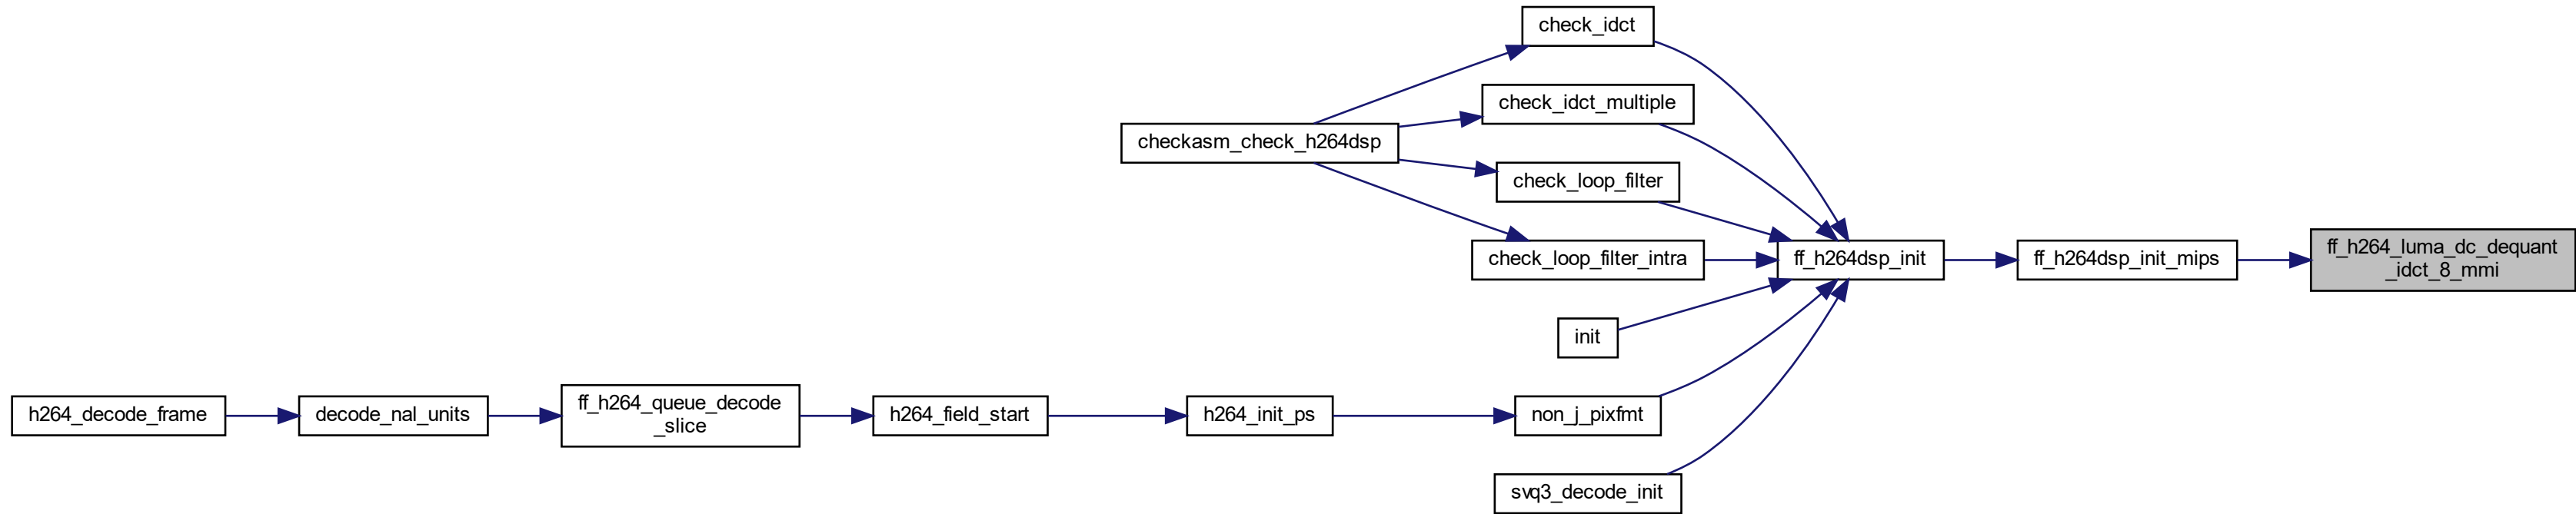 check_idct
check_idct_multiple
checkasm_check_h264dsp
check_loop_filter
check_loop_filter_intra
ff_h264dsp_init
ff_h264dsp_init_mips
ff_h264_luma_dc_dequant
_idct_8_mmi
init
h264_decode_frame
decode_nal_units
ff_h264_queue_decode
_slice
h264_field_start
h264_init_ps
non_j_pixfmt
svq3_decode_init